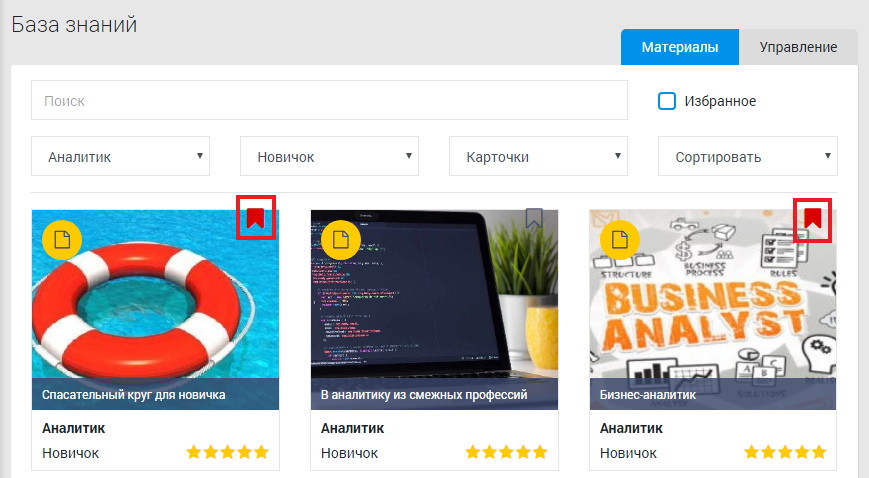 База знаний
Материалы
Управление
Поиск
Избранное
Аналитик
Новичок
Карточки
Сортировать
STRUCTURE
BUSINESS
PROCESS
RULES
BUSINESS
ANALYST
SOLUTIONS
Спасательный круг для новичка
В аналитику из смежных профессий
Бизнес-аналитик
Аналитик
Аналитик
Аналитик
Новичок
Новичок
Новичок